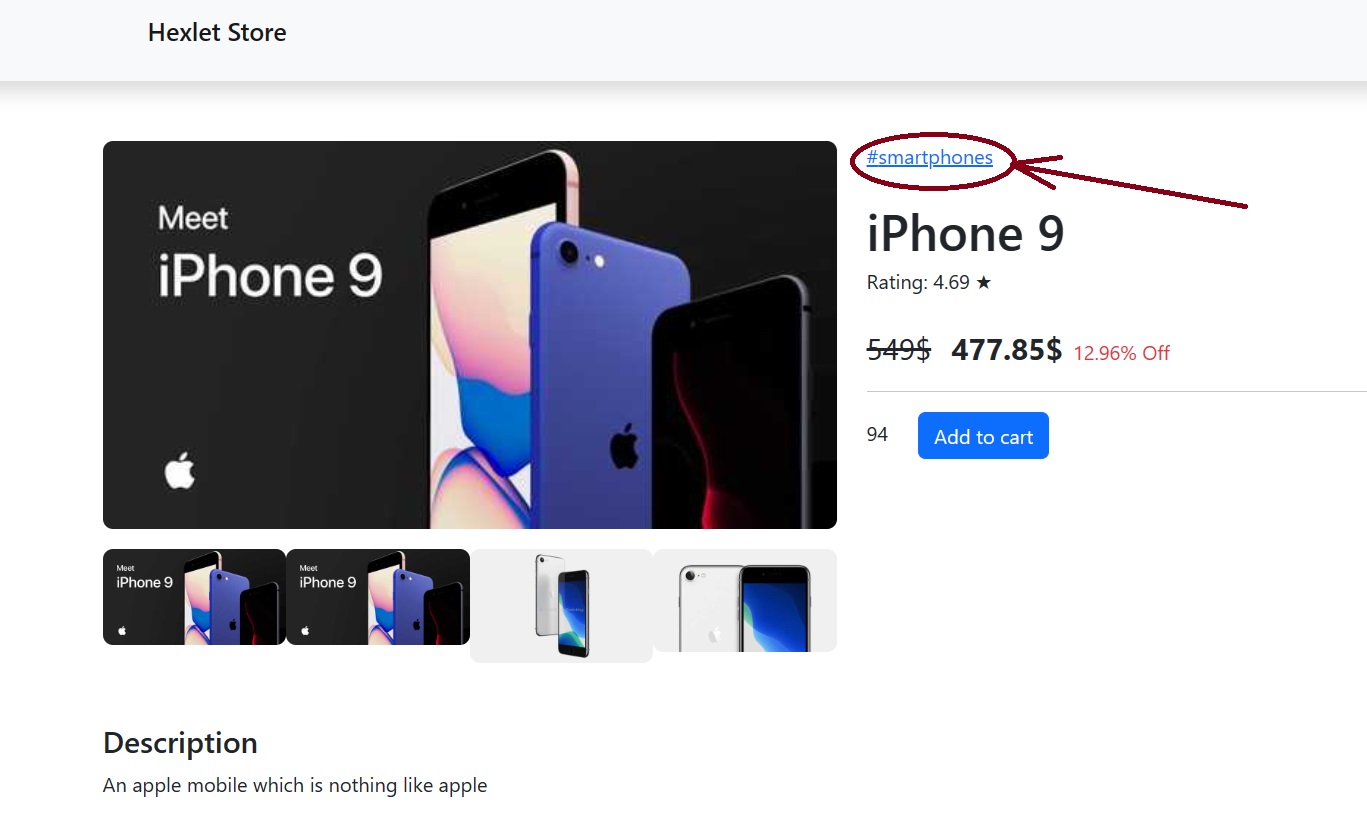 Hexlet Store
Meet
iPhone 9
#smartphones
iPhone 9
Rating: 4.69 ★
549$ 477.85$ 12.96% Off
94 Add to cart
Meet
iPhone 9
Meet
iPhone 9
Description
An apple mobile which is nothing like apple